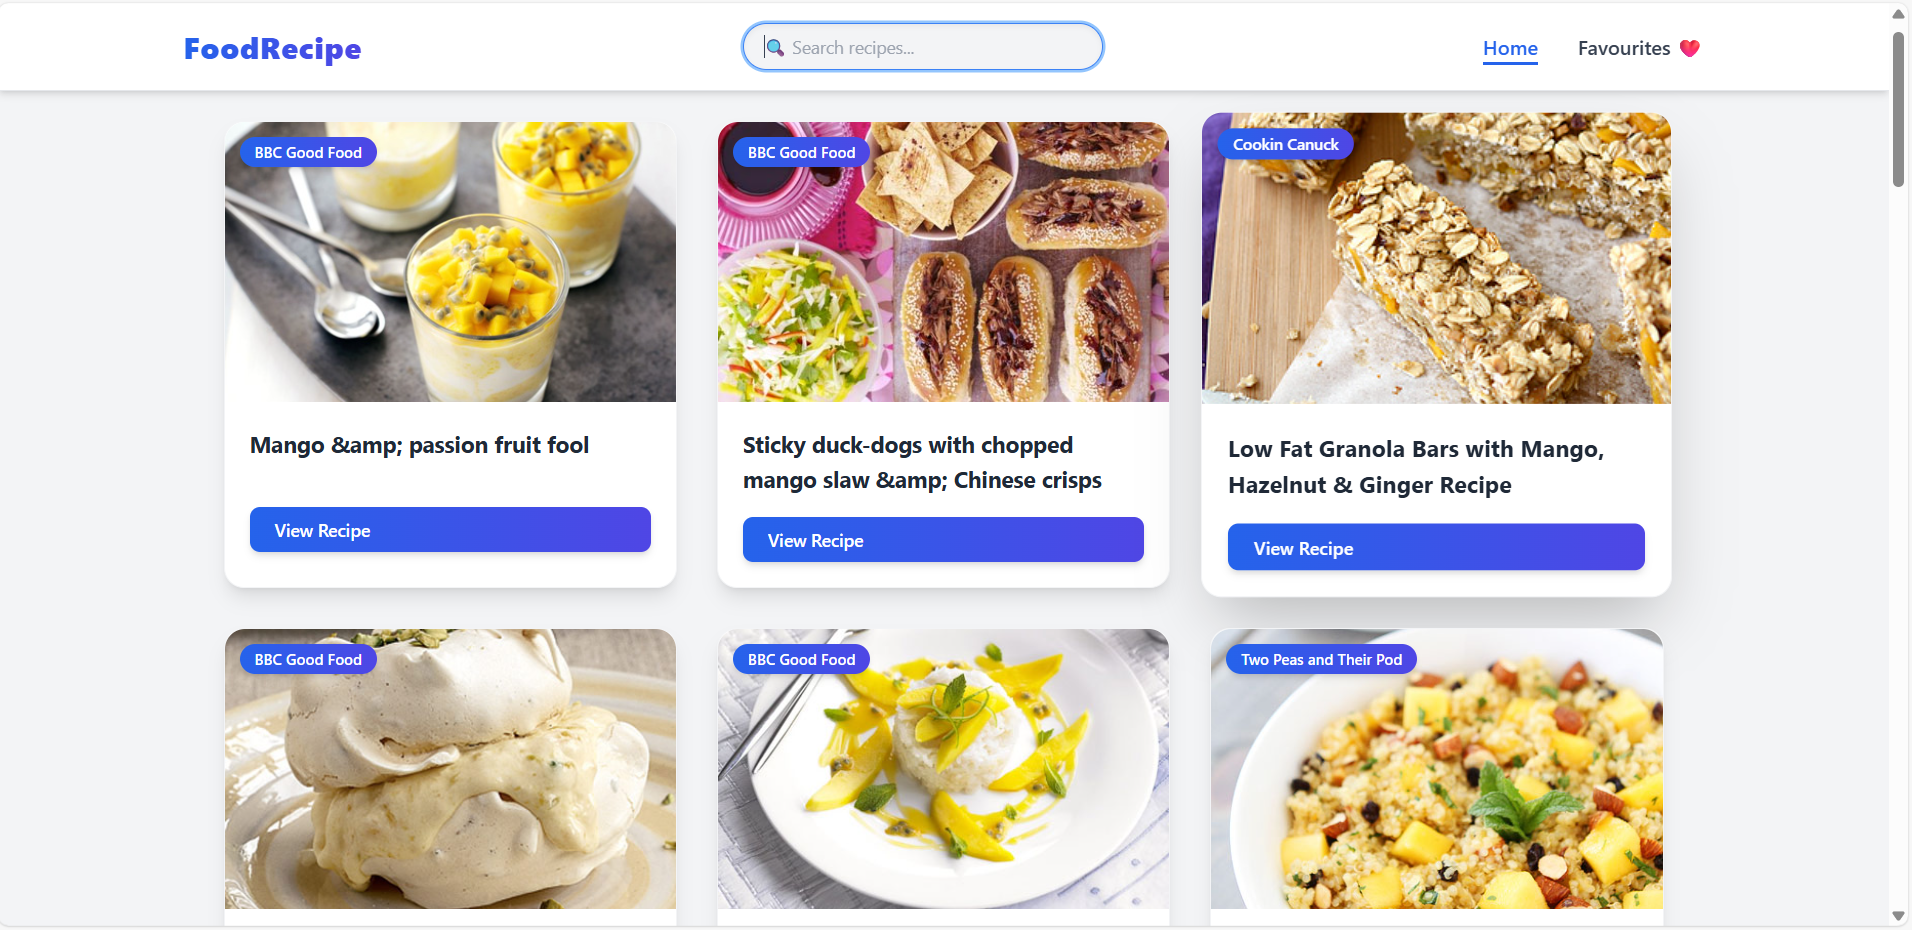 FoodRecipe
🔍 Search recipes...
Home
Favourites ❤️
BBC Good Food
BBC Good Food
Cookin Canuck
Mango &amp; passion fruit fool
Sticky duck-dogs with chopped
mango slaw &amp; Chinese crisps
Low Fat Granola Bars with Mango,
Hazelnut & Ginger Recipe
View Recipe
View Recipe
View Recipe
BBC Good Food
BBC Good Food
Two Peas and Their Pod